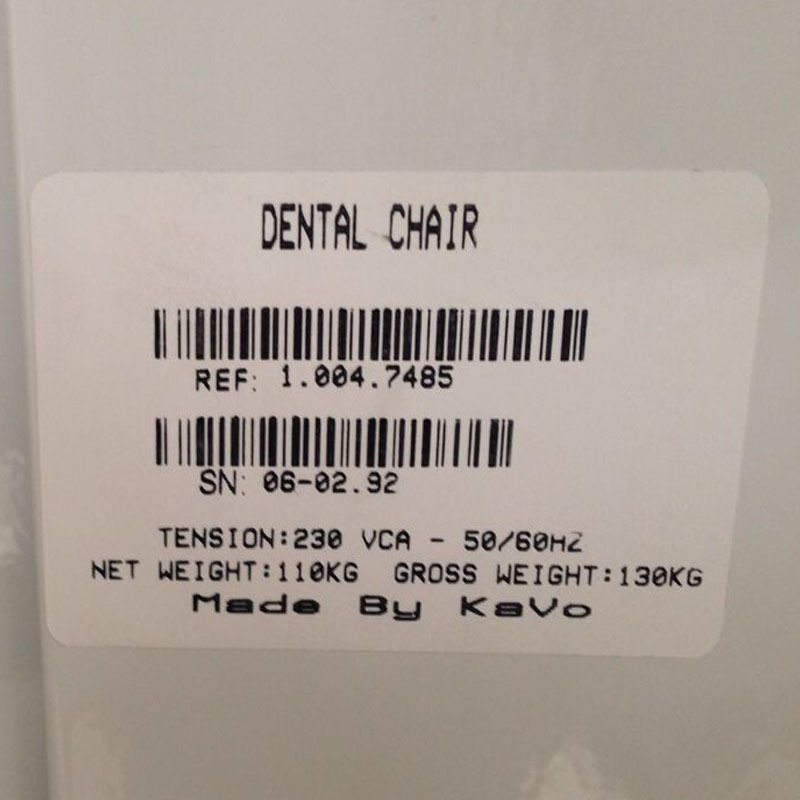 DENTAL CHAIR
REF: 1.004.7485
SN: 06-02.92
TENSION:230 VCA - 50/60HZ
NET WEIGHT:110KG GROSS WEIGHT:130KG
Made By KaVo